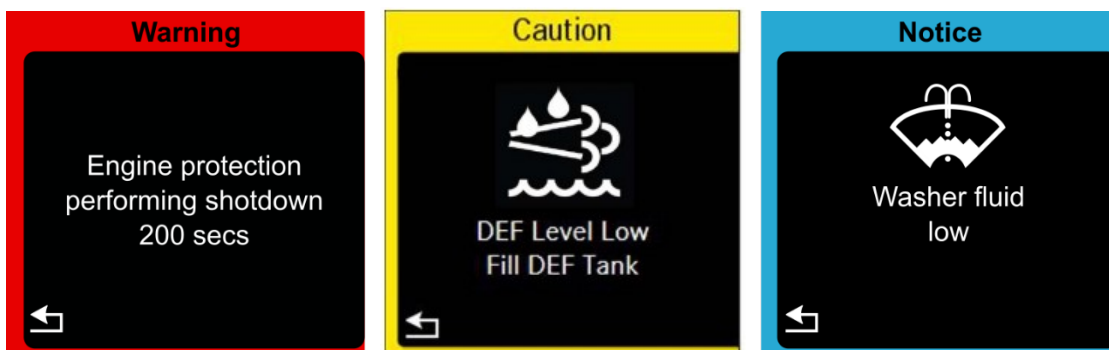 Warning
Engine protection
performing shotdown
200 secs
Caution
DEF Level Low
Fill DEF Tank
Notice
Washer fluid
low